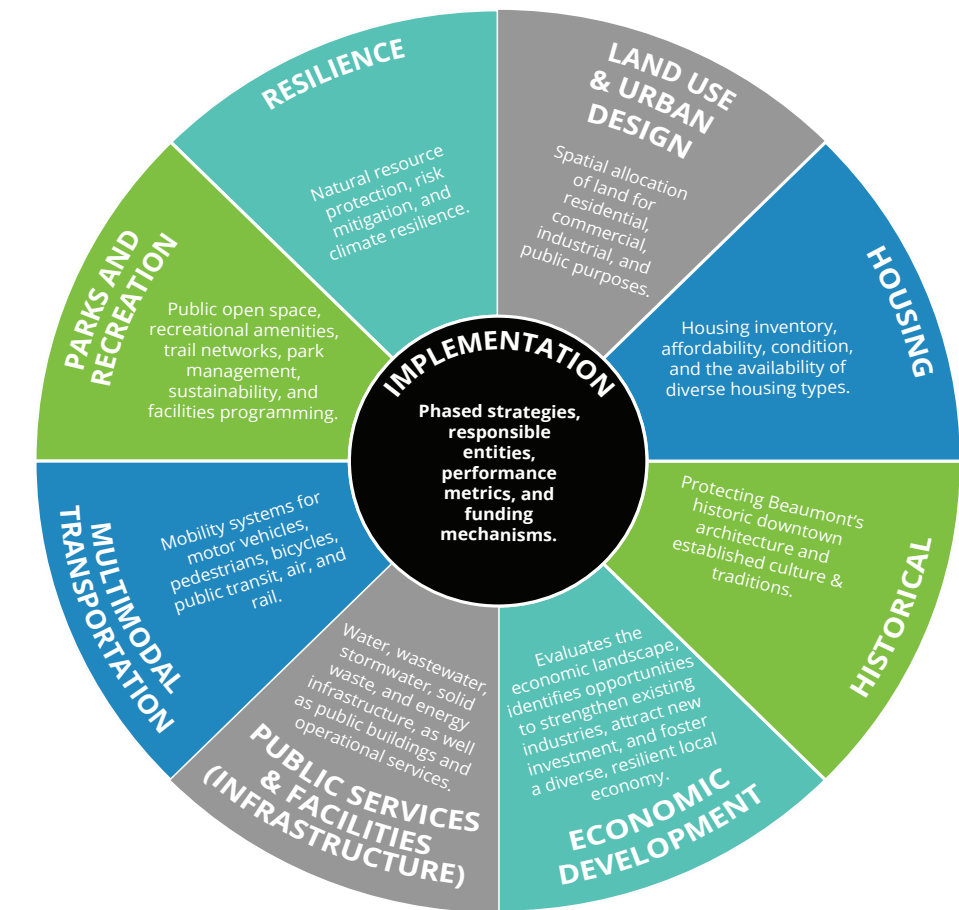 RESILIENCE
Natural resource
protection, risk
mitigation, and
climate resilience.
LAND USE
& URBAN
DESIGN
Spatial allocation
of land for
residential,
commercial,
industrial, and
public purposes.
HOUSING
Housing inventory,
affordability, condition,
and the availability of
diverse housing types.
HISTORICAL
Protecting Beaumont’s
historic downtown
architecture and
established culture &
traditions.
ECONOMIC
DEVELOPMENT
Evaluates the
economic landscape,
identifies opportunities
to strengthen existing
industries, attract new
investment, and foster
a diverse, resilient local
economy.
PUBLIC SERVICES
& FACILITIES
(INFRASTRUCTURE)
Water, wastewater,
stormwater, solid
waste, and energy
infrastructure, as well
as public buildings and
operational services.
MULTIMODAL
TRANSPORTATION
Mobility systems for
motor vehicles,
pedestrians, bicycles,
public transit, air, and
rail.
PARKS AND
RECREATION
Public open space,
recreational amenities,
trail networks, park
management,
sustainability, and
facilities programming.
IMPLEMENTATION
Phased strategies,
responsible
entities,
performance
metrics, and
funding
mechanisms.